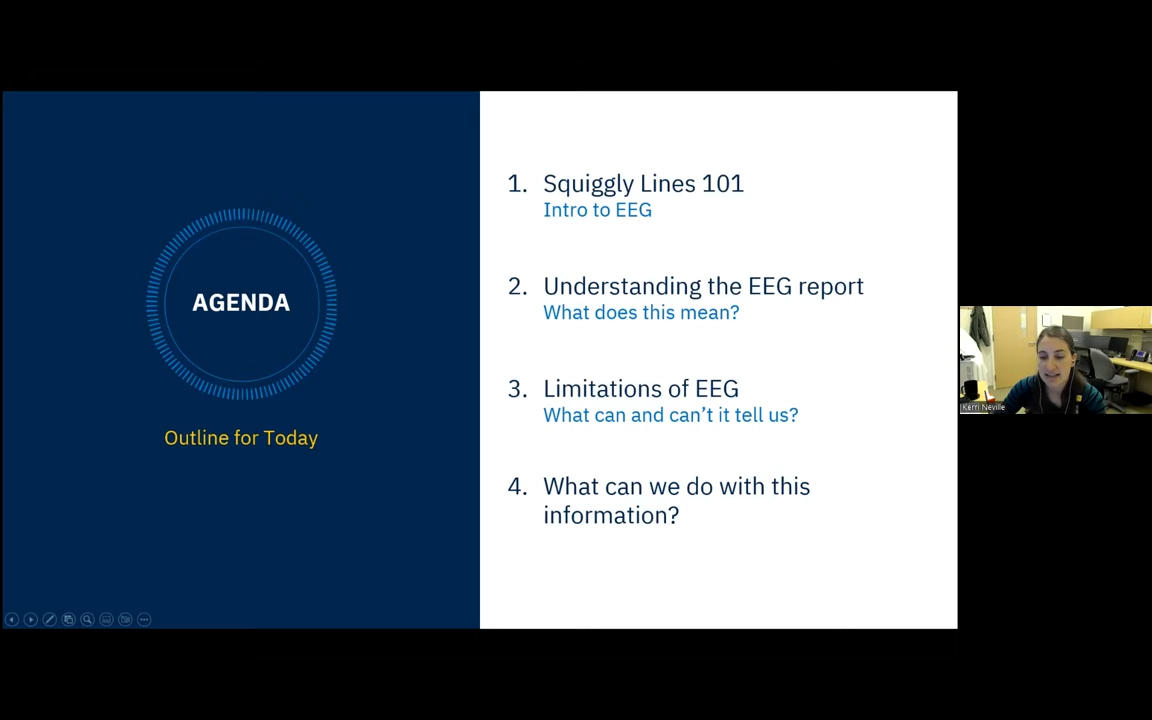 AGENDA
Outline for Today
1. Squiggly Lines 101
Intro to EEG
2. Understanding the EEG report
What does this mean?
3. Limitations of EEG
What can and can’t it tell us?
4. What can we do with this
information?
Kerri Neville